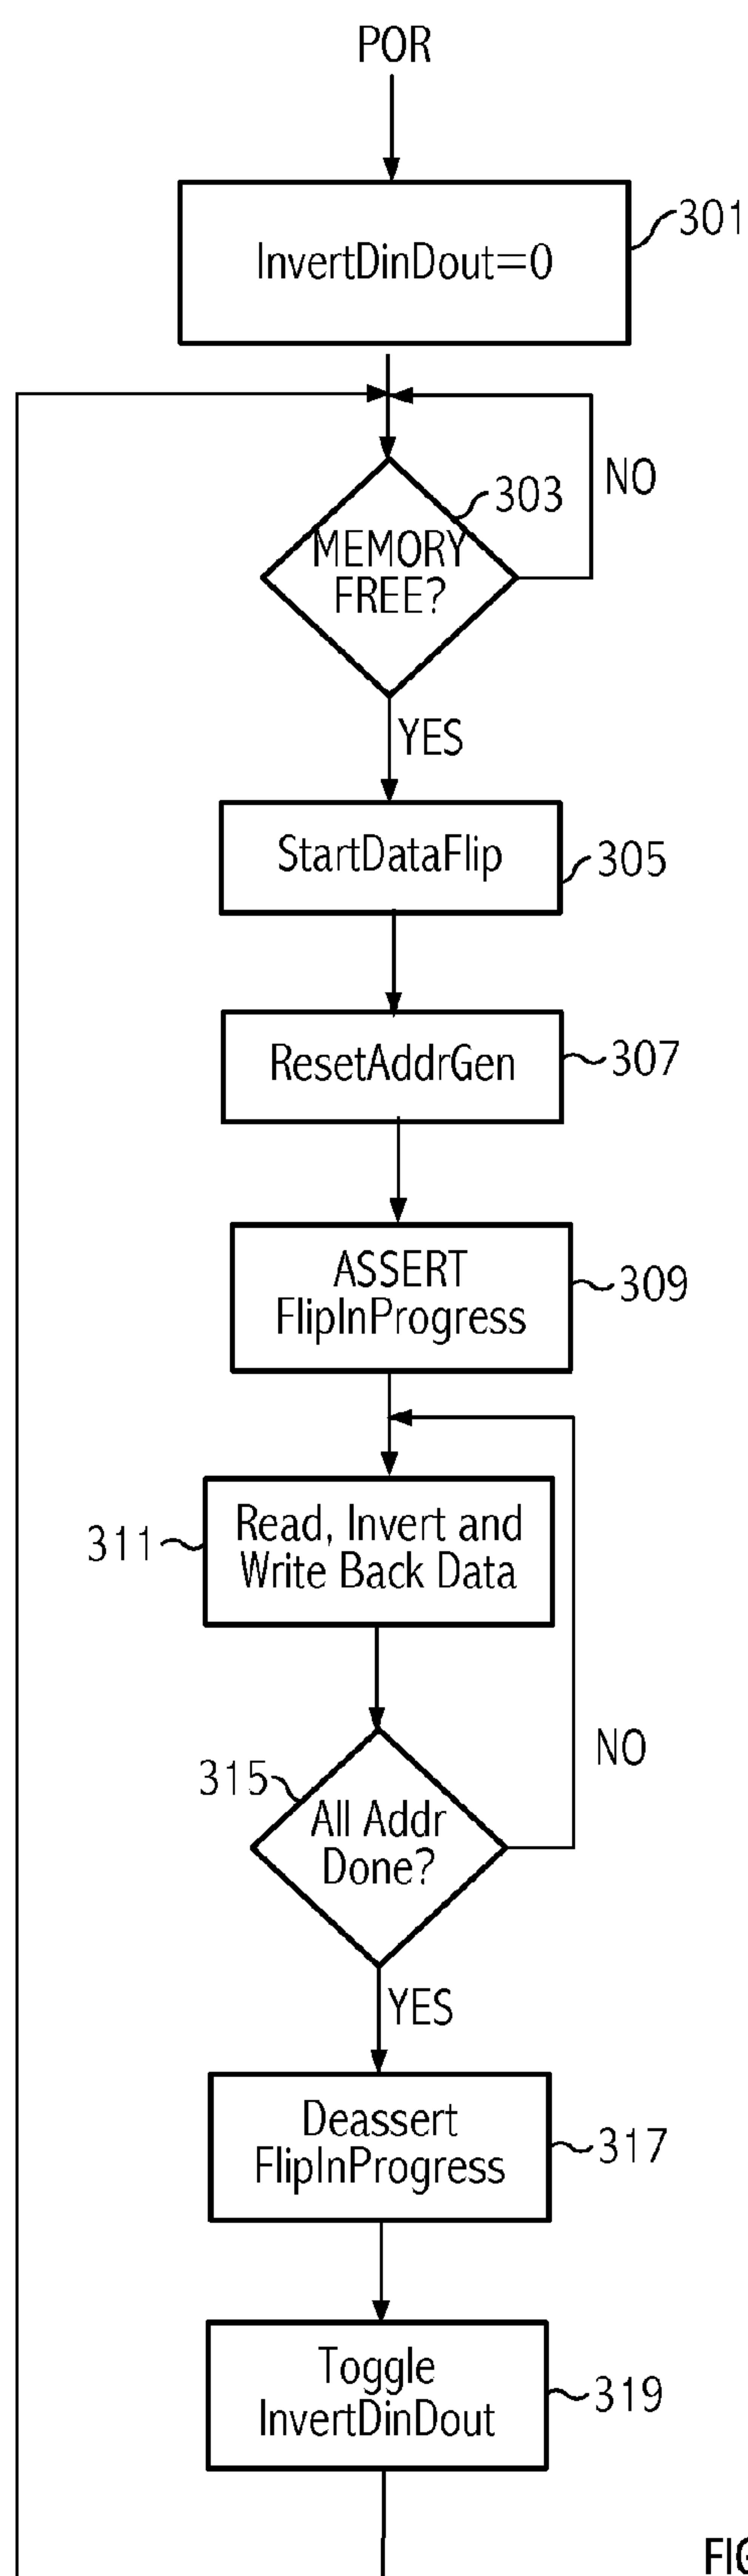 POR
InvertDinDout=0
301
303
NO
MEMORY
FREE?
YES
StartDataFlip
305
ResetAddrGen
307
ASSERT
FlipInProgress
309
311
Read, Invert and
Write Back Data
315
NO
All Addr
Done?
YES
Deassert
FlipInProgress
317
Toggle
InvertDinDout
319
FIG